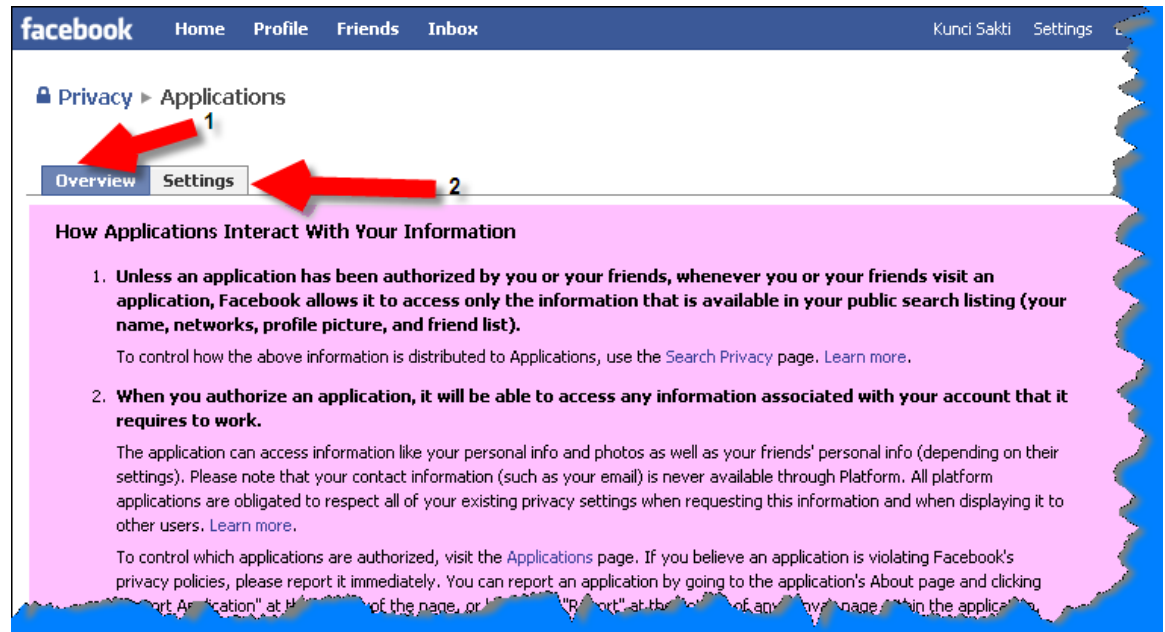 facebook Home Profile Friends Inbox Kunci Sakti Settings
Privacy ▸ Applications
1
Overview Settings
2
How Applications Interact With Your Information
1. Unless an application has been authorized by you or your friends, whenever you or your friends visit an
application, Facebook allows it to access only the information that is available in your public search listing (your
name, networks, profile picture, and friend list).
To control how the above information is distributed to Applications, use the Search Privacy page. Learn more.
2. When you authorize an application, it will be able to access any information associated with your account that it
requires to work.
The application can access information like your personal info and photos as well as your friends' personal info (depending on their
settings). Please note that your contact information (such as your email) is never available through Platform. All platform
applications are obligated to respect all of your existing privacy settings when requesting this information and when displaying it to
other users. Learn more.
To control which applications are authorized, visit the Applications page. If you believe an application is violating Facebook's
privacy policies, please report it immediately. You can report an application by going to the application's About page and clicking
of the page, or page